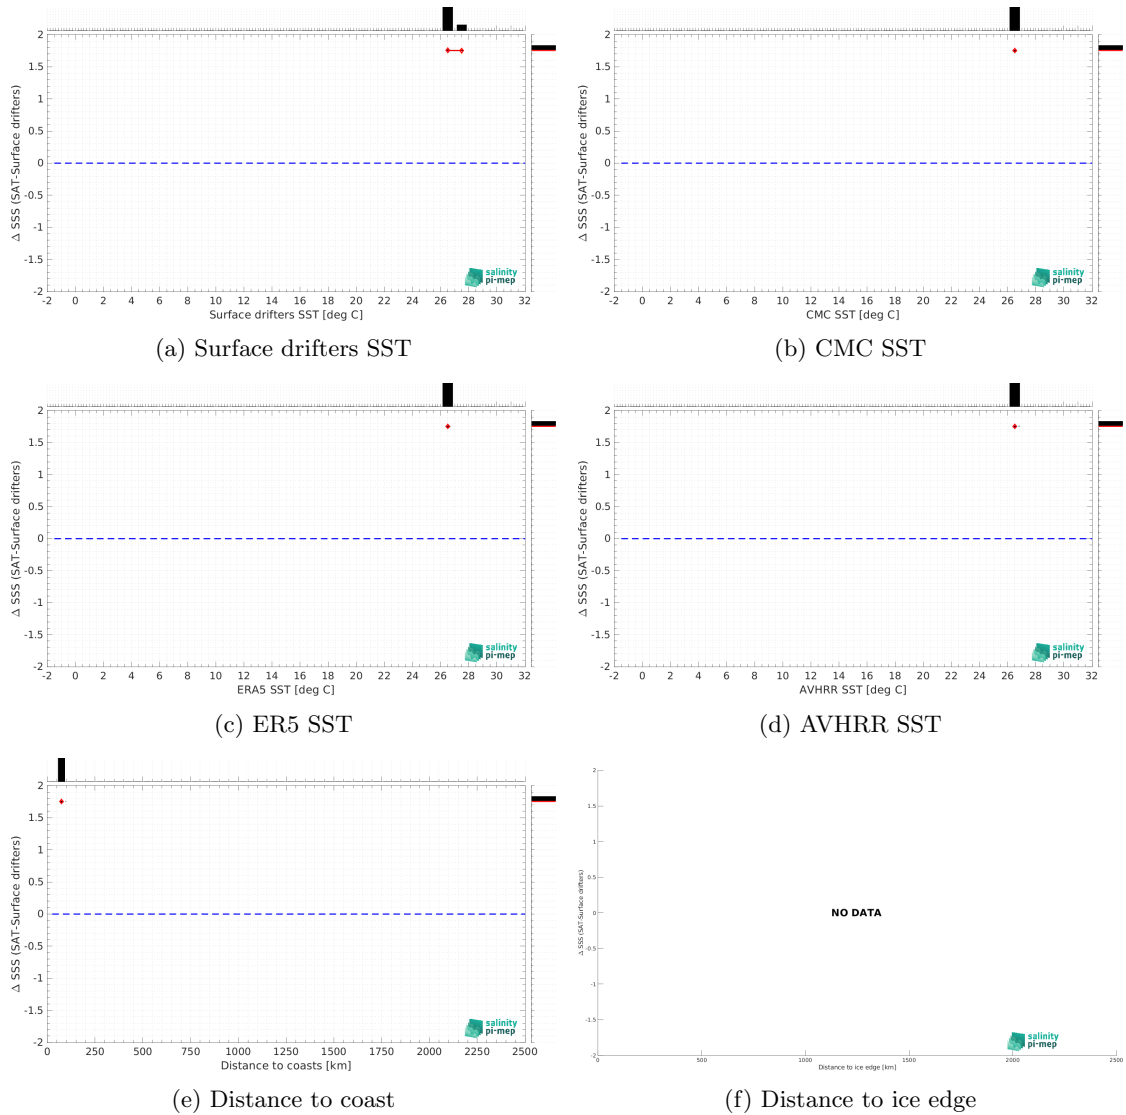 2
1.5
1
0.5
0
-0.5
-1
-1.5
-2
Δ SSS (SAT-Surface drifters)
-2 0 2 4 6 8 10 12 14 16 18 20 22 24 26 28 30 32
Surface drifters SST [deg C]
salinity
pi-mep
(a) Surface drifters SST
2
1.5
1
0.5
0
-0.5
-1
-1.5
-2
Δ SSS (SAT-Surface drifters)
-2 0 2 4 6 8 10 12 14 16 18 20 22 24 26 28 30 32
CMC SST [deg C]
salinity
pi-mep
(b) CMC SST
2
1.5
1
0.5
0
-0.5
-1
-1.5
-2
Δ SSS (SAT-Surface drifters)
-2 0 2 4 6 8 10 12 14 16 18 20 22 24 26 28 30 32
ERA5 SST [deg C]
salinity
pi-mep
(c) ER5 SST
2
1.5
1
0.5
0
-0.5
-1
-1.5
-2
Δ SSS (SAT-Surface drifters)
-2 0 2 4 6 8 10 12 14 16 18 20 22 24 26 28 30 32
AVHRR SST [deg C]
salinity
pi-mep
(d) AVHRR SST
2
1.5
1
0.5
0
-0.5
-1
-1.5
-2
Δ SSS (SAT-Surface drifters)
0 250 500 750 1000 1250 1500 1750 2000 2250 2500
Distance to coasts [km]
salinity
pi-mep
(e) Distance to coast
2
1.5
1
0.5
0
-0.5
-1
-1.5
-2
Δ SSS (SAT-Surface drifters)
NO DATA
0 500 1000 1500 2000 2500
Distance to ice edge [km]
salinity
pi-mep
(f) Distance to ice edge